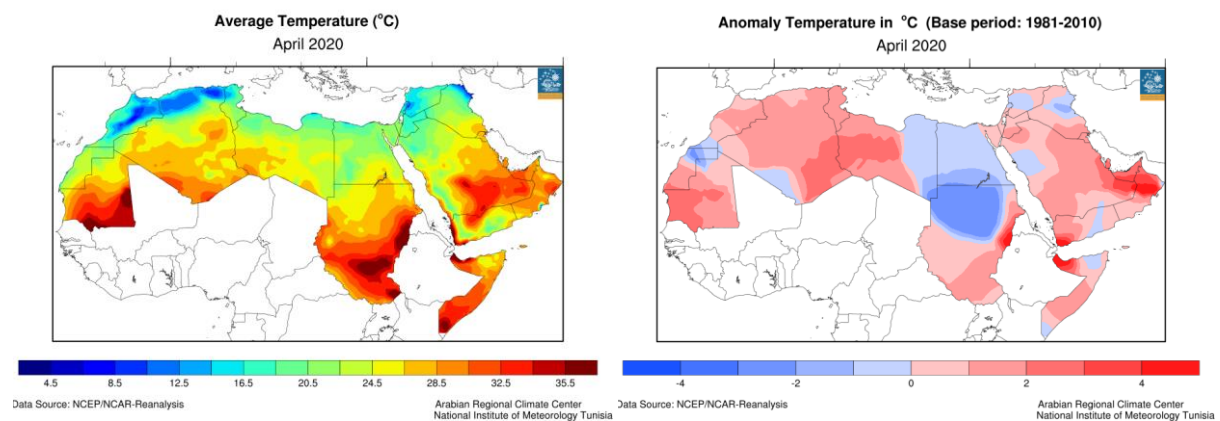 Average Temperature (°C)
April 2020
4.5 8.5 12.5 16.5 20.5 24.5 28.5 32.5 35.5
Data Source: NCEP/NCAR-Reanalysis
Arabian Regional Climate Center
National Institute of Meteorology Tunisia
Anomaly Temperature in °C (Base period: 1981-2010)
April 2020
-4 -2 0 2 4
Data Source: NCEP/NCAR-Reanalysis
Arabian Regional Climate Center
National Institute of Meteorology Tunisia